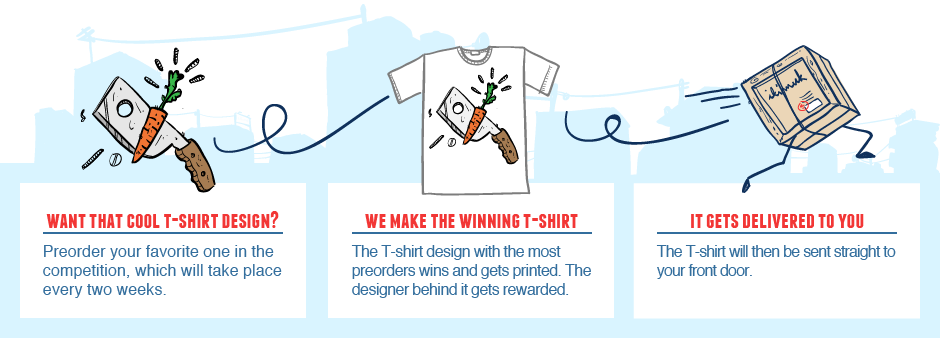 WANT THAT COOL T-SHIRT DESIGN?
Preorder your favorite one in the
competition, which will take place
every two weeks.
WE MAKE THE WINNING T-SHIRT
The T-shirt design with the most
preorders wins and gets printed. The
designer behind it gets rewarded.
IT GETS DELIVERED TO YOU
The T-shirt will then be sent straight to
your front door.